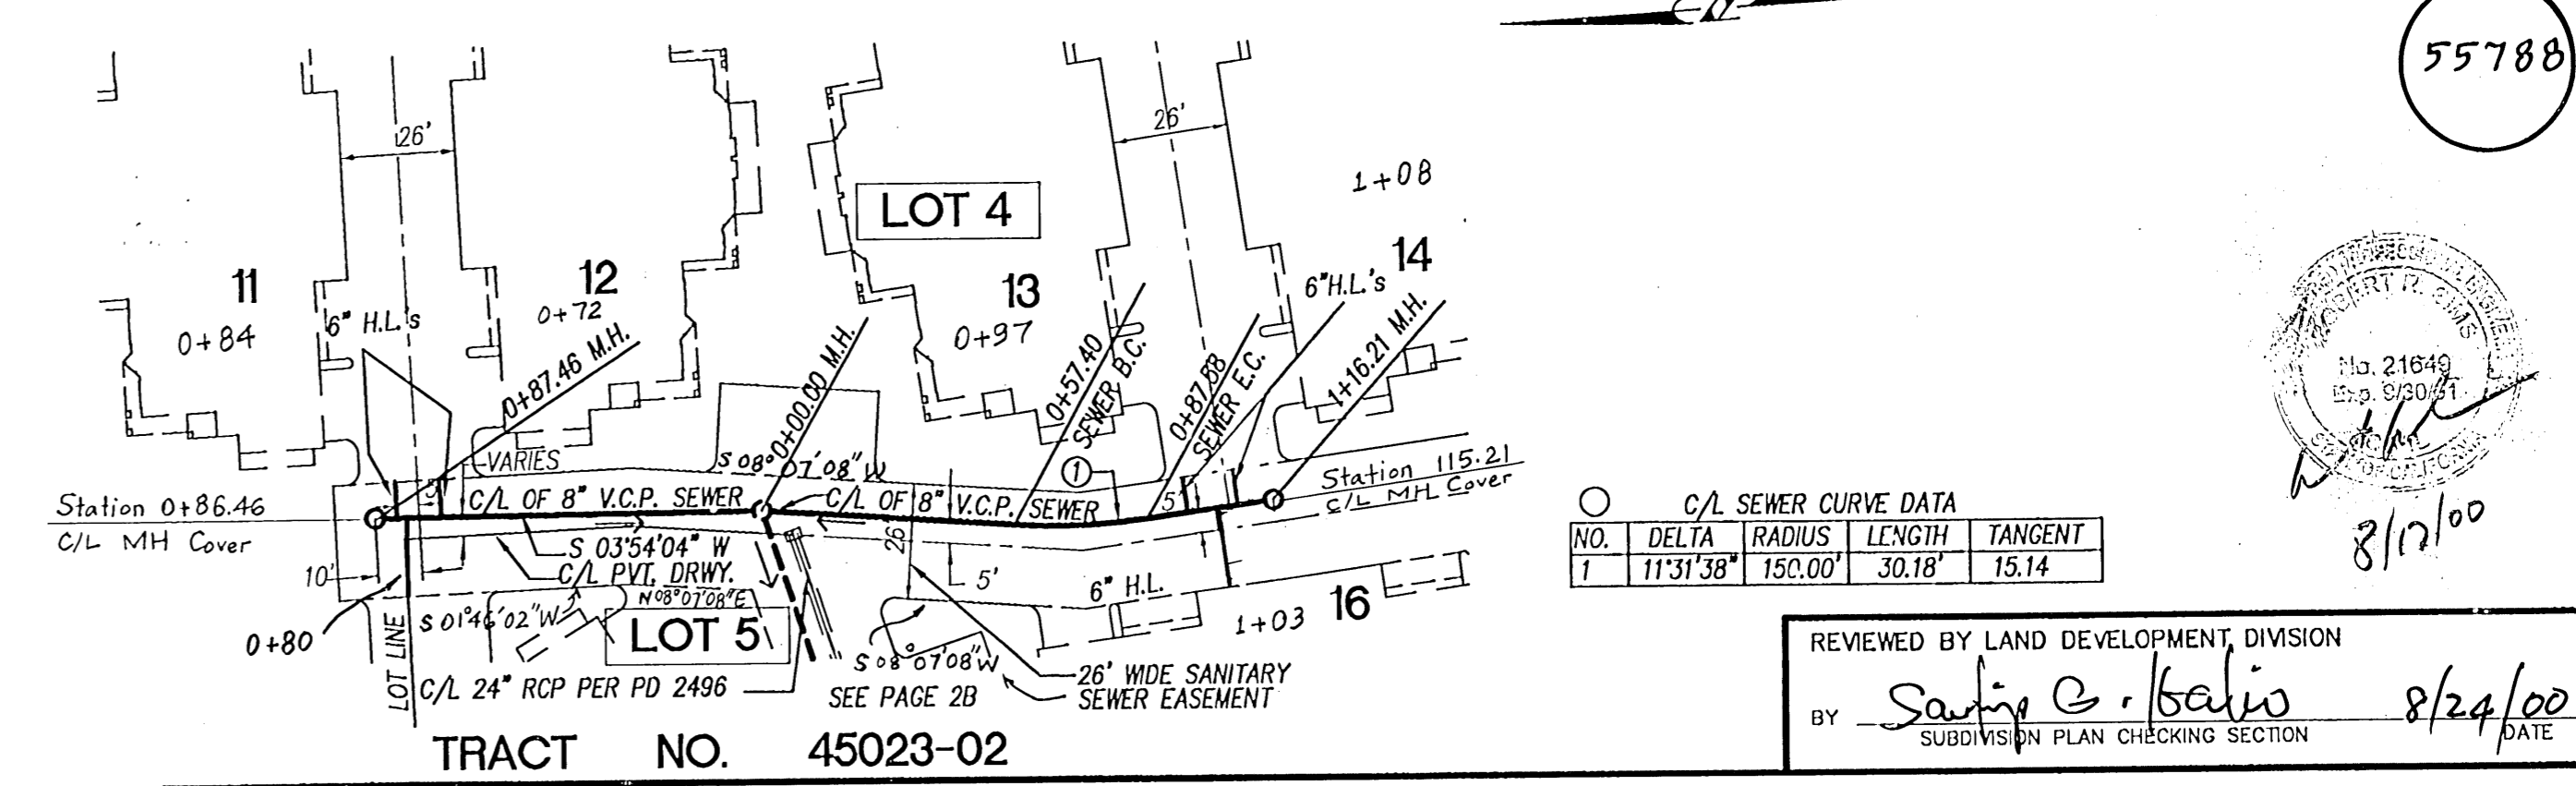 55788
26'
26'
1+08
LOT 4
11
12
13
14
0+84
6" H.L.'s
0+72
0+97
6"H.L.'s
0+87.46 M.H.
0+00.00 M.H.
0+57.40
SEWER B.C.
0+87.58
SEWER E.C.
1+16.21 M.H.
No. 21649
VARIES
S 08° 07'08" W
1
Station 115.21
C/L MH Cover
Station 0+86.46
C/L MH Cover
5'
C/L OF 8" V.C.P. SEWER
C/L OF 8" V.C.P. SEWER
5'
26'
S 03°54'04" W
C/L PVT. DRWY.
10'
N08°07'08"E
5'
6" H.L.
S 01°46'02"W
LOT 5
0+80
LOT LINE
1+03
16
S 08° 07'08"W
C/L 24" RCP PER PD 2496
SEE PAGE 2B
26' WIDE SANITARY
SEWER EASEMENT
TRACT NO. 45023-02
C/L SEWER CURVE DATA
NO. DELTA RADIUS LENGTH TANGENT
1 11°31'38" 150.00' 30.18' 15.14
8/17/00
REVIEWED BY LAND DEVELOPMENT DIVISION
BY 8/24/00
SUBDIVISION PLAN CHECKING SECTION DATE